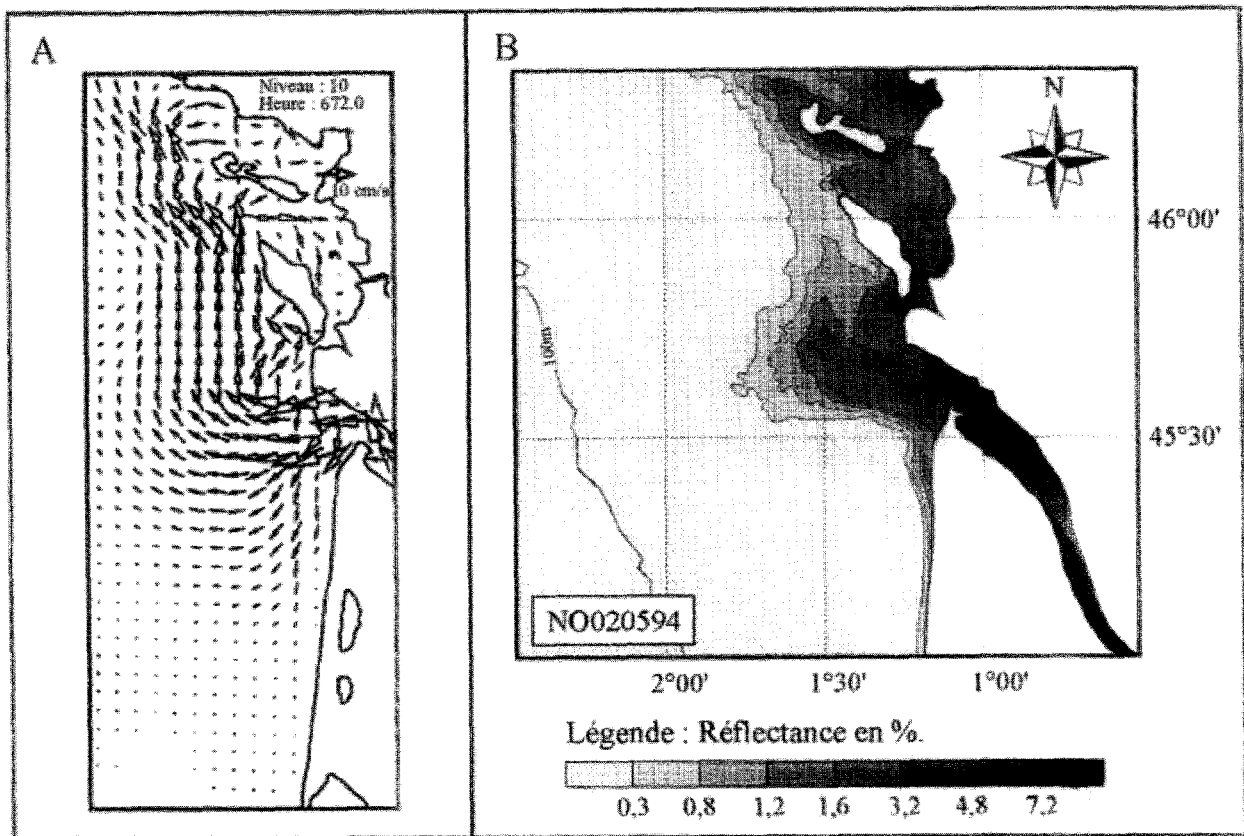 A
Niveau : 10
Heure : 672.0
0 cm/s
B
N
100m
46°00'
45°30'
NO020594
2°00' 1°30' 1°00'
Légende : Réflectance en %.
0,3 0,8 1,2 1,6 3,2 4,8 7,2